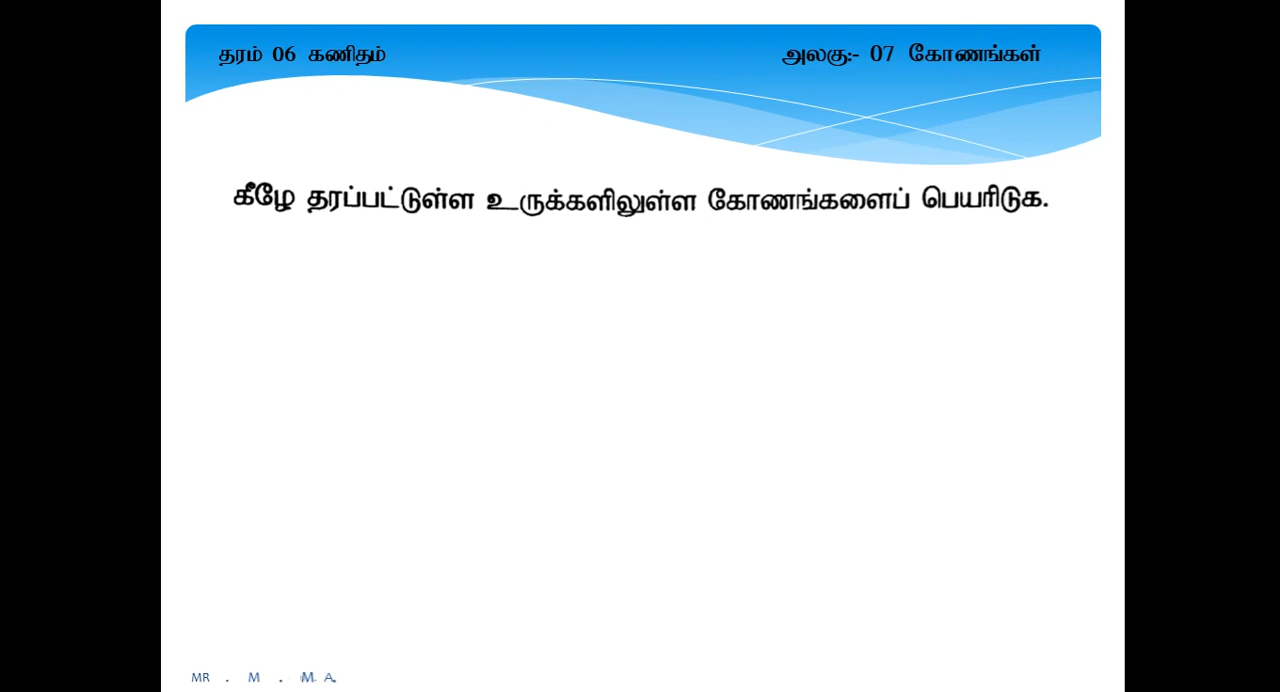 தரம் 06 கணிதம்
அலகு:- 07 கோணங்கள்
கீழே தரப்பட்டுள்ள உருக்களிலுள்ள கோணங்களைப் பெயரிடுக.
MR . M . M. A.